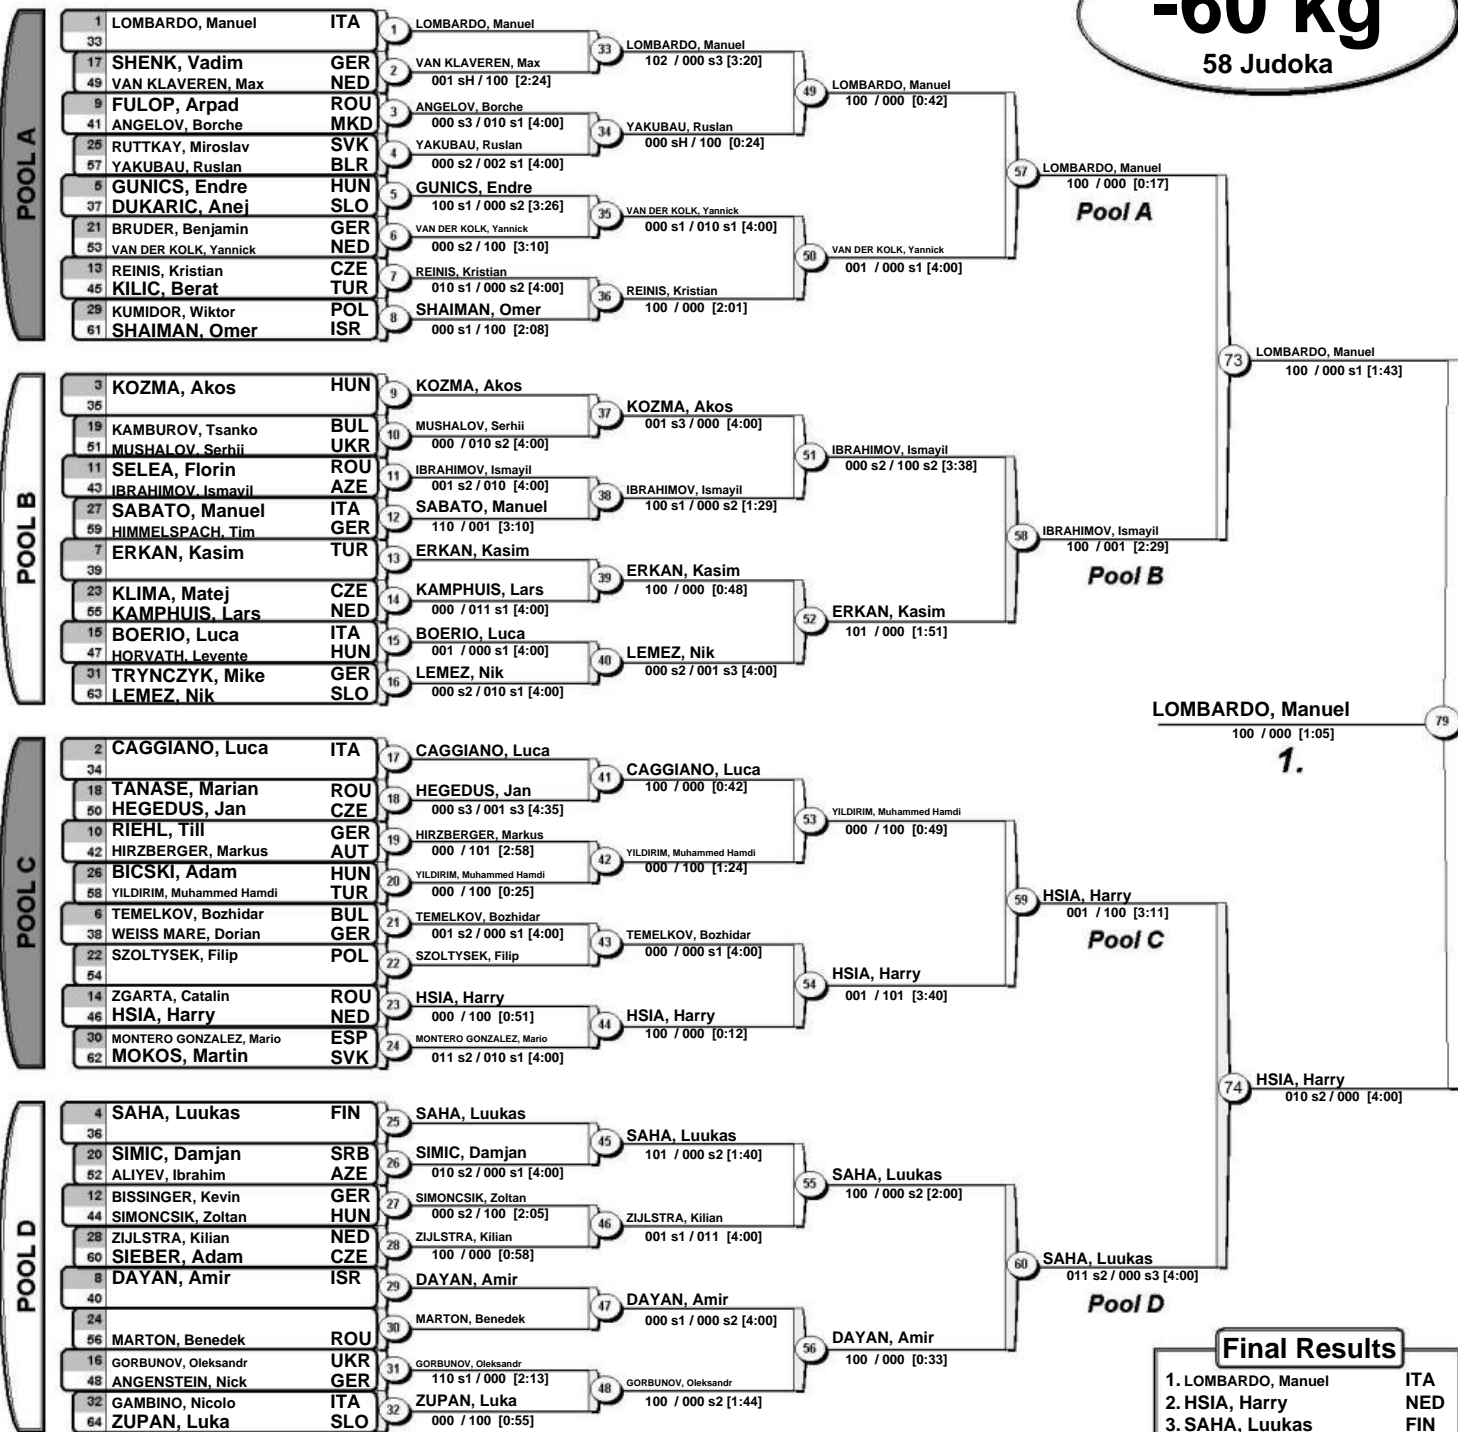 -60 kg
58 Judoka
POOL A
1 LOMBARDO, Manuel ITA
33
17 SHENK, Vadim GER
49 VAN KLAVEREN, Max NED
9 FULOP, Arpad ROU
41 ANGELOV, Borche MKD
25 RUTTKAY, Miroslav SVK
57 YAKUBAU, Ruslan BLR
5 GUNICS, Endre HUN
37 DUKARIC, Anej SLO
21 BRUDER, Benjamin GER
53 VAN DER KOLK, Yannick NED
13 REINIS, Kristian CZE
45 KILIC, Berat TUR
29 KUMIDOR, Wiktor POL
61 SHAIMAN, Omer ISR
1 LOMBARDO, Manuel
2 VAN KLAVEREN, Max
001 sH / 100 [2:24]
3 ANGELOV, Borche
000 s3 / 010 s1 [4:00]
4 YAKUBAU, Ruslan
000 s2 / 002 s1 [4:00]
5 GUNICS, Endre
100 s1 / 000 s2 [3:26]
6 VAN DER KOLK, Yannick
000 s2 / 100 [3:10]
7 REINIS, Kristian
010 s1 / 000 s2 [4:00]
8 SHAIMAN, Omer
000 s1 / 100 [2:08]
33 LOMBARDO, Manuel
102 / 000 s3 [3:20]
34 YAKUBAU, Ruslan
000 sH / 100 [0:24]
35 VAN DER KOLK, Yannick
000 s1 / 010 s1 [4:00]
36 REINIS, Kristian
100 / 000 [2:01]
49 LOMBARDO, Manuel
100 / 000 [0:42]
50 VAN DER KOLK, Yannick
001 / 000 s1 [4:00]
57 LOMBARDO, Manuel
100 / 000 [0:17]
Pool A
POOL B
3 KOZMA, Akos HUN
35
19 KAMBUROV, Tsanko BUL
51 MUSHALOV, Serhii UKR
11 SELEA, Florin ROU
43 IBRAHIMOV, Ismayil AZE
27 SABATO, Manuel ITA
59 HIMMELSPACH, Tim GER
7 ERKAN, Kasim TUR
39
23 KLIMA, Matej CZE
55 KAMPHUIS, Lars NED
15 BOERIO, Luca ITA
47 HORVATH, Levente HUN
31 TRYNCZYK, Mike GER
63 LEMEZ, Nik SLO
9 KOZMA, Akos
10 MUSHALOV, Serhii
000 / 010 s2 [4:00]
11 IBRAHIMOV, Ismayil
001 s2 / 010 [4:00]
12 SABATO, Manuel
110 / 001 [3:10]
13 ERKAN, Kasim
14 KAMPHUIS, Lars
000 / 011 s1 [4:00]
15 BOERIO, Luca
001 / 000 s1 [4:00]
16 LEMEZ, Nik
000 s2 / 010 s1 [4:00]
37 KOZMA, Akos
001 s3 / 000 [4:00]
38 IBRAHIMOV, Ismayil
100 s1 / 000 s2 [1:29]
39 ERKAN, Kasim
100 / 000 [0:48]
40 LEMEZ, Nik
000 s2 / 001 s3 [4:00]
51 IBRAHIMOV, Ismayil
000 s2 / 100 s2 [3:38]
52 ERKAN, Kasim
101 / 000 [1:51]
58 IBRAHIMOV, Ismayil
100 / 001 [2:29]
Pool B
73 LOMBARDO, Manuel
100 / 000 s1 [1:43]
LOMBARDO, Manuel 79
100 / 000 [1:05]
1.
POOL C
2 CAGGIANO, Luca ITA
34
18 TANASE, Marian ROU
50 HEGEDUS, Jan CZE
10 RIEHL, Till GER
42 HIRZBERGER, Markus AUT
26 BICSKI, Adam HUN
58 YILDIRIM, Muhammed Hamdi TUR
6 TEMELKOV, Bozhidar BUL
38 WEISS MARE, Dorian GER
22 SZOLTYSEK, Filip POL
54
14 ZGARTA, Catalin ROU
46 HSIA, Harry NED
30 MONTERO GONZALEZ, Mario ESP
62 MOKOS, Martin SVK
17 CAGGIANO, Luca
18 HEGEDUS, Jan
000 s3 / 001 s3 [4:35]
19 HIRZBERGER, Markus
000 / 101 [2:58]
20 YILDIRIM, Muhammed Hamdi
000 / 100 [0:25]
21 TEMELKOV, Bozhidar
001 s2 / 000 s1 [4:00]
22 SZOLTYSEK, Filip
23 HSIA, Harry
000 / 100 [0:51]
24 MONTERO GONZALEZ, Mario
011 s2 / 010 s1 [4:00]
41 CAGGIANO, Luca
100 / 000 [0:42]
42 YILDIRIM, Muhammed Hamdi
000 / 100 [1:24]
43 TEMELKOV, Bozhidar
000 / 000 s1 [4:00]
44 HSIA, Harry
100 / 000 [0:12]
53 YILDIRIM, Muhammed Hamdi
000 / 100 [0:49]
54 HSIA, Harry
001 / 101 [3:40]
59 HSIA, Harry
001 / 100 [3:11]
Pool C
POOL D
4 SAHA, Luukas FIN
36
20 SIMIC, Damjan SRB
52 ALIYEV, Ibrahim AZE
12 BISSINGER, Kevin GER
44 SIMONCSIK, Zoltan HUN
28 ZIJLSTRA, Kilian NED
60 SIEBER, Adam CZE
8 DAYAN, Amir ISR
40
24
56 MARTON, Benedek ROU
16 GORBUNOV, Oleksandr UKR
48 ANGENSTEIN, Nick GER
32 GAMBINO, Nicolo ITA
64 ZUPAN, Luka SLO
25 SAHA, Luukas
26 SIMIC, Damjan
010 s2 / 000 s1 [4:00]
27 SIMONCSIK, Zoltan
000 s2 / 100 [2:05]
28 ZIJLSTRA, Kilian
100 / 000 [0:58]
29 DAYAN, Amir
30 MARTON, Benedek
31 GORBUNOV, Oleksandr
110 s1 / 000 [2:13]
32 ZUPAN, Luka
000 / 100 [0:55]
45 SAHA, Luukas
101 / 000 s2 [1:40]
46 ZIJLSTRA, Kilian
001 s1 / 011 [4:00]
47 DAYAN, Amir
000 s1 / 000 s2 [4:00]
48 GORBUNOV, Oleksandr
100 / 000 s2 [1:44]
55 SAHA, Luukas
100 / 000 s2 [2:00]
56 DAYAN, Amir
100 / 000 [0:33]
60 SAHA, Luukas
011 s2 / 000 s3 [4:00]
Pool D
74 HSIA, Harry
010 s2 / 000 [4:00]
Final Results
1. LOMBARDO, Manuel ITA
2. HSIA, Harry NED
3. SAHA, Luukas FIN